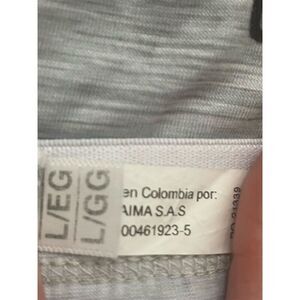 L/EG
L/GG
en Colombia por:
AIMA S.A.S
00461923-5